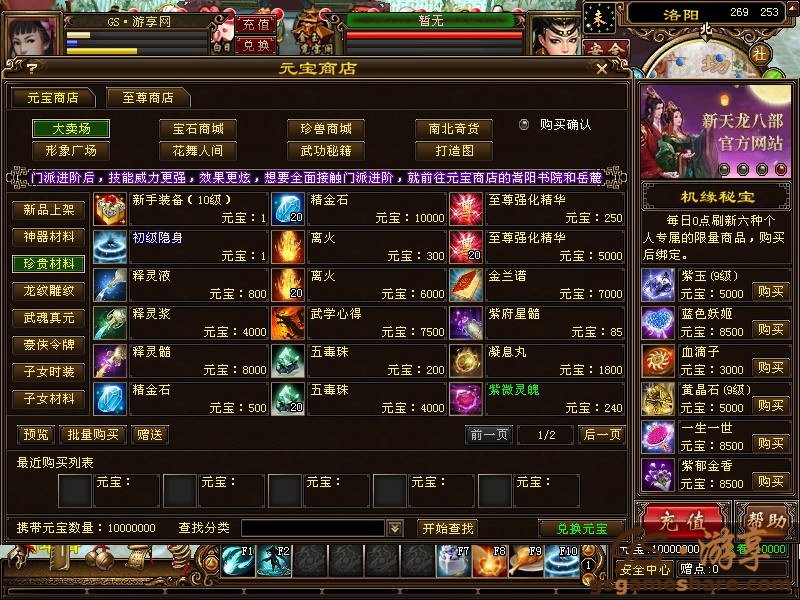 GS·游享网
充值
兑换
暂无
未
安全
洛阳
269 253
北
社
?
元宝商店
元宝商店
至尊商店
大卖场
宝石商城
珍兽商城
南北奇货
购买确认
形象广场
花舞人间
武功秘籍
打造图
门派进阶后，技能威力更强，效果更炫，想要全面接触门派进阶，就前往元宝商店的嵩阳书院和岳麓
新品上架
神器材料
珍贵材料
龙纹雕纹
武魂真元
豪侠令牌
子女时装
子女材料
新手装备（10级）
元宝：1
20
精金石
元宝：10000
至尊强化精华
元宝：250
初级隐身
元宝：1
离火
元宝：300
20
至尊强化精华
元宝：5000
释灵液
元宝：800
20
离火
元宝：6000
金兰谱
元宝：7000
释灵浆
元宝：4000
武学心得
元宝：7500
紫府星髓
元宝：85
释灵髓
元宝：8000
五毒珠
元宝：200
凝息丸
元宝：1800
精金石
元宝：500
20
五毒珠
元宝：4000
紫微灵魄
元宝：240
预览
批量购买
赠送
前一页
1/2
后一页
最近购买列表
元宝：
元宝：
元宝：
元宝：
元宝：
携带元宝数量：10000000
查找分类
开始查找
兑换元宝
新天龙八部
官方网站
机缘秘宝
每日0点刷新六种个
人专属的限量商品，购买
后绑定。
紫玉（9级）
元宝：5000
购买
蓝色妖姬
元宝：8500
购买
血滴子
元宝：3000
购买
黄晶石（9级）
元宝：5000
购买
一生一世
元宝：8500
购买
紫郁金香
元宝：8500
购买
充值
帮助
F1
F2
F7
F8
F9
F10
1
元宝:10000000
安全中心
赠点:0
游享
gsgameshare.com